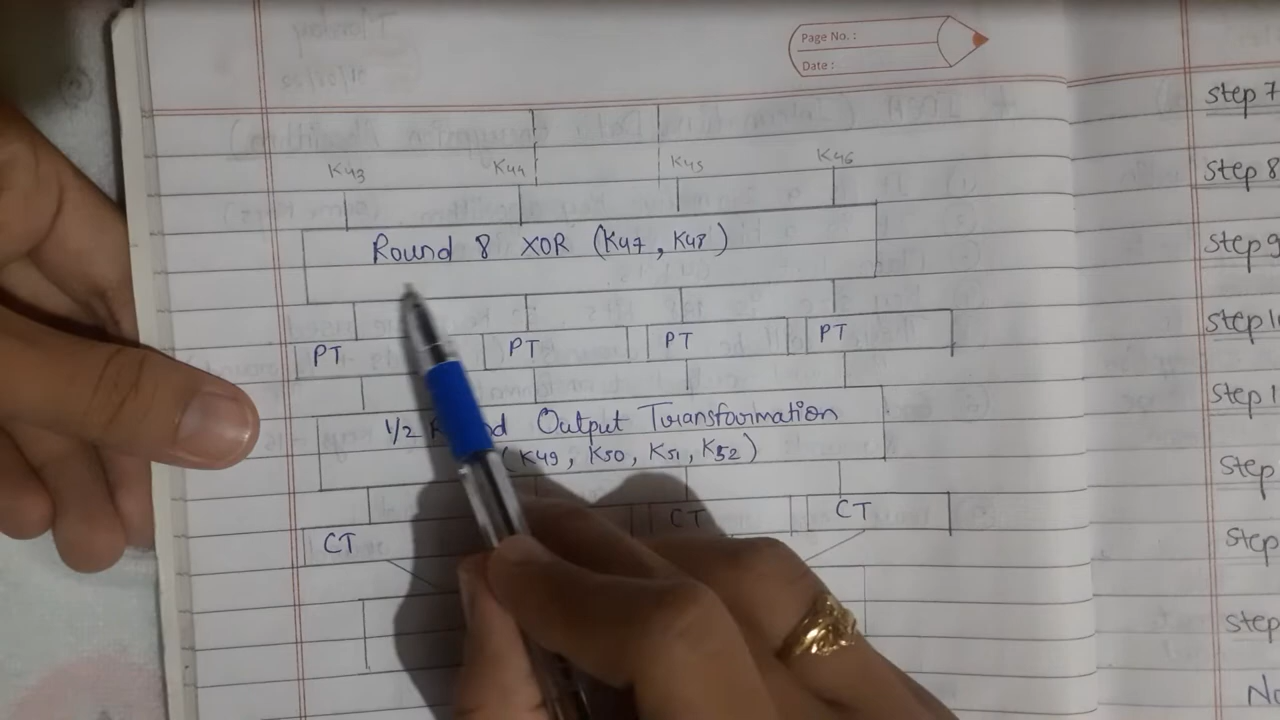 Page No. :
Date :
K43 K44 K45 K46
Round 8 XOR (K47, K48)
PT PT PT PT
1/2 Output Transformation
(K49, K50, K51, K52)
CT CT CT
Step 7
Step 8
Step 9
Step
Step
Step
Step
Step